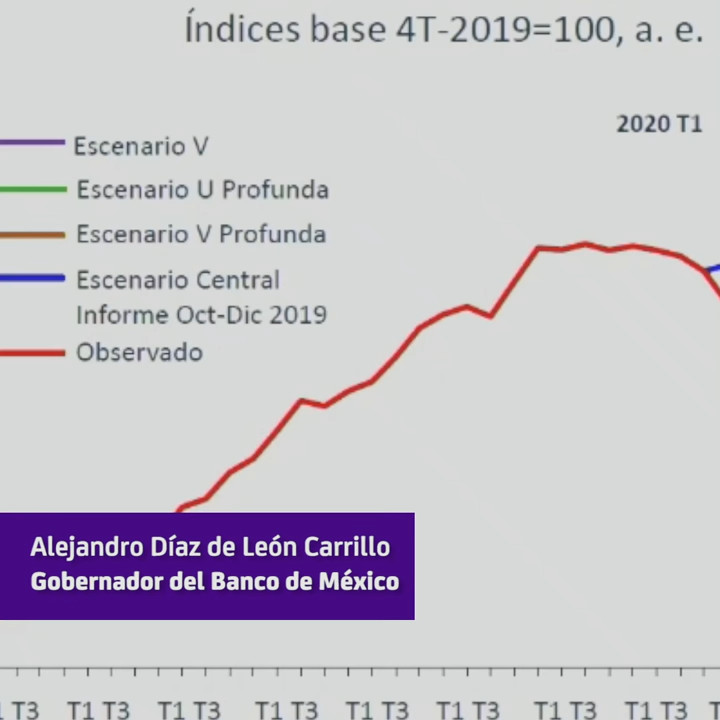 Índices base 4T-2019=100, a. e.
2020 T1
Escenario V
Escenario U Profunda
Escenario V Profunda
Escenario Central
Informe Oct-Dic 2019
Observado
Alejandro Díaz de León Carrillo
Gobernador del Banco de México
T3 T1 T3 T1 T3 T1 T3 T1 T3 T1 T3 T1 T3 T1 T3